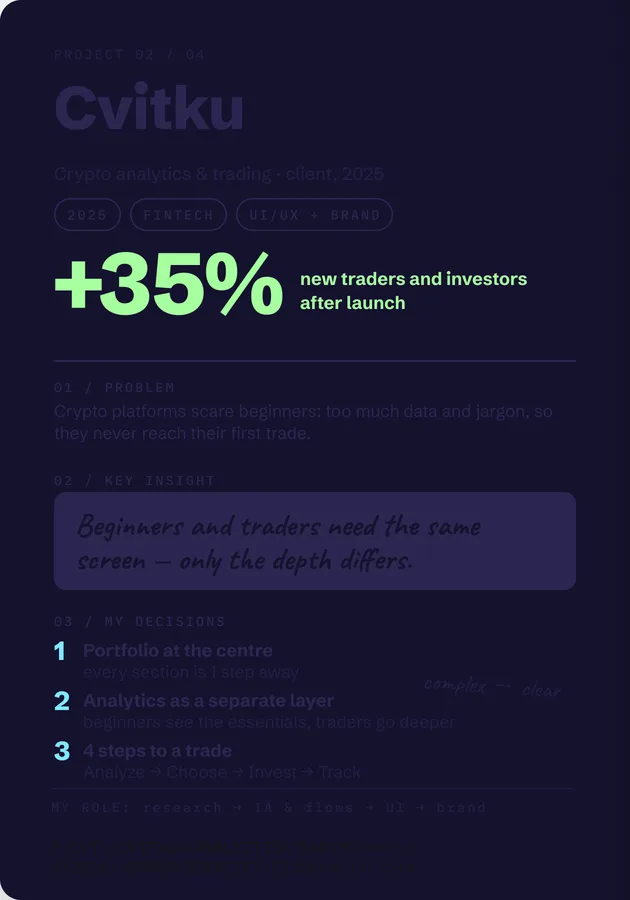 PROJECT 02 / 04
Cvitku
Crypto analytics & trading · client, 2025
2025 FINTECH UI/UX + BRAND
+35% new traders and investors
after launch
01 / PROBLEM
Crypto platforms scare beginners: too much data and jargon, so
they never reach their first trade.
02 / KEY INSIGHT
Beginners and traders need the same
screen — only the depth differs.
03 / MY DECISIONS
1 Portfolio at the centre
every section is 1 step away
complex → clear
2 Analytics as a separate layer
beginners see the essentials, traders go deeper
3 4 steps to a trade
Analyze → Choose → Invest → Track
MY ROLE: research → IA & flows → UI → brand